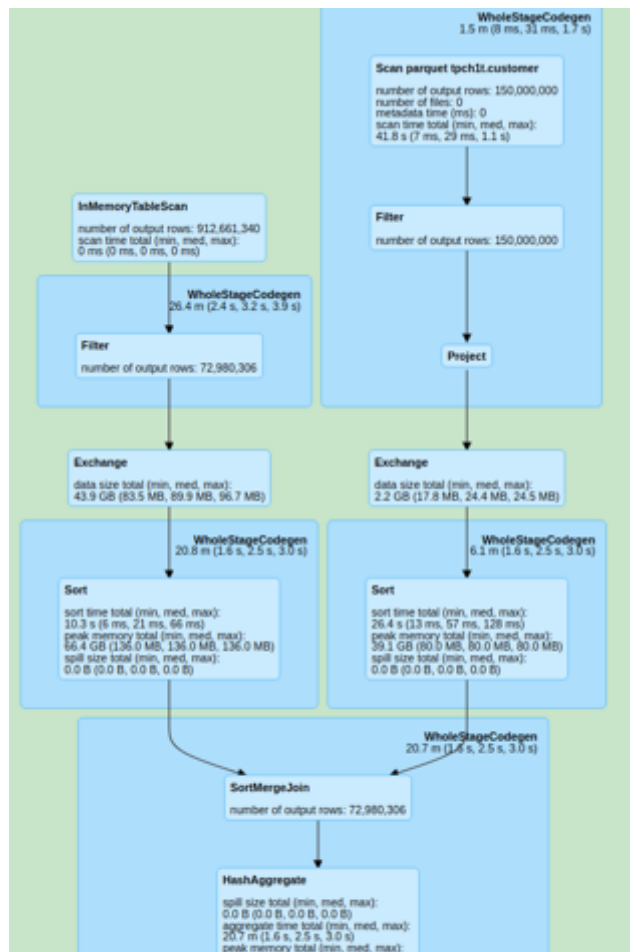 WholeStageCodegen
1.5 m (8 ms, 31 ms, 1.7 s)
Scan parquet tpch1t.customer
number of output rows: 150,000,000
number of files: 0
metadata time (ms): 0
scan time total (min, med, max):
41.8 s (7 ms, 29 ms, 1.1 s)
InMemoryTableScan
number of output rows: 912,661,340
scan time total (min, med, max):
0 ms (0 ms, 0 ms, 0 ms)
Filter
number of output rows: 150,000,000
WholeStageCodegen
26.4 m (2.4 s, 3.2 s, 3.9 s)
Filter
number of output rows: 72,980,306
Project
Exchange
data size total (min, med, max):
43.9 GB (83.5 MB, 89.9 MB, 96.7 MB)
Exchange
data size total (min, med, max):
2.2 GB (17.8 MB, 24.4 MB, 24.5 MB)
WholeStageCodegen
20.8 m (1.6 s, 2.5 s, 3.0 s)
Sort
sort time total (min, med, max):
10.3 s (6 ms, 21 ms, 66 ms)
peak memory total (min, med, max):
66.4 GB (136.0 MB, 136.0 MB, 136.0 MB)
spill size total (min, med, max):
0.0 B (0.0 B, 0.0 B, 0.0 B)
WholeStageCodegen
6.1 m (1.6 s, 2.5 s, 3.0 s)
Sort
sort time total (min, med, max):
26.4 s (13 ms, 57 ms, 128 ms)
peak memory total (min, med, max):
39.1 GB (80.0 MB, 80.0 MB, 80.0 MB)
spill size total (min, med, max):
0.0 B (0.0 B, 0.0 B, 0.0 B)
WholeStageCodegen
20.7 m (1.6 s, 2.5 s, 3.0 s)
SortMergeJoin
number of output rows: 72,980,306
HashAggregate
spill size total (min, med, max):
0.0 B (0.0 B, 0.0 B, 0.0 B)
aggregate time total (min, med, max):
20.7 m (1.6 s, 2.5 s, 3.0 s)
peak memory total (min, med, max):